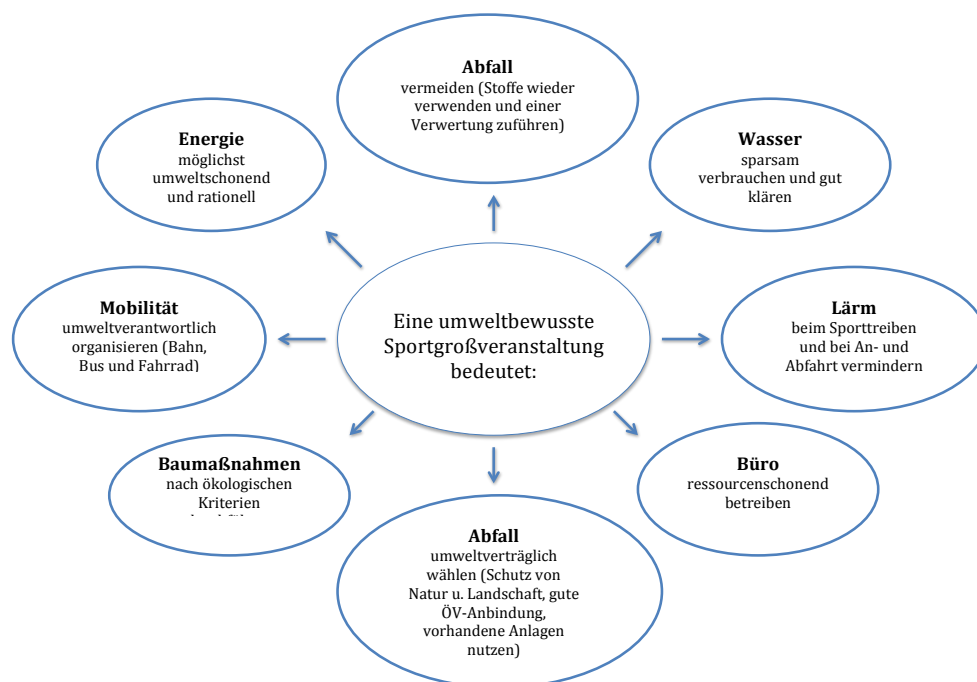 Abfall
vermeiden (Stoffe wieder
verwenden und einer
Verwertung zuführen)
Energie
möglichst
umweltschonend
und rationell
Wasser
sparsam
verbrauchen und gut
klären
Mobilität
umweltverantwortlich
organisieren (Bahn,
Bus und Fahrrad)
Eine umweltbewusste
Sportgroßveranstaltung
bedeutet:
Lärm
beim Sporttreiben
und bei An- und
Abfahrt vermindern
Baumaßnahmen
nach ökologischen
Kriterien
Büro
ressourcenschonend
betreiben
Abfall
umweltverträglich
wählen (Schutz von
Natur u. Landschaft, gute
ÖV-Anbindung,
vorhandene Anlagen
nutzen)